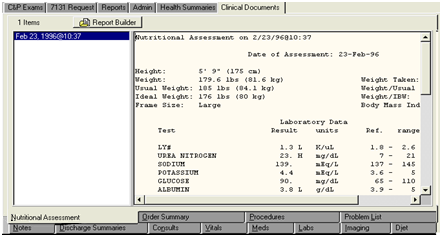 C&P Exams 7131 Request Reports Admin Health Summaries Clinical Documents
1 Items Report Builder
Feb 23, 1996@10:37
Nutritional Assessment on 2/23/96@10:37
Date of Assessment: 23-Feb-96
Height: 5' 9" (175 cm)
Weight: 179.6 lbs (81.6 kg) Weight Taken:
Usual Weight: 185 lbs (84.1 kg) Weight/Usual
Ideal Weight: 176 lbs (80 kg) Weight/IBW:
Frame Size: Large Body Mass Ind
Laboratory Data
Test Result units Ref. range
LY# 1.3 L K/uL 1.8 - 2.6
UREA NITROGEN 23. H mg/dL 7 - 21
SODIUM 139. mEq/L 137 - 145
POTASSIUM 4.4 mEq/L 3.6 - 5
GLUCOSE 90. mg/dL 65 - 110
ALBUMIN 3.8 L g/dL 3.9 - 5
Nutritional Assessment Order Summary Procedures Problem List
Notes Discharge Summaries Consults Vitals Meds Labs Imaging Diet